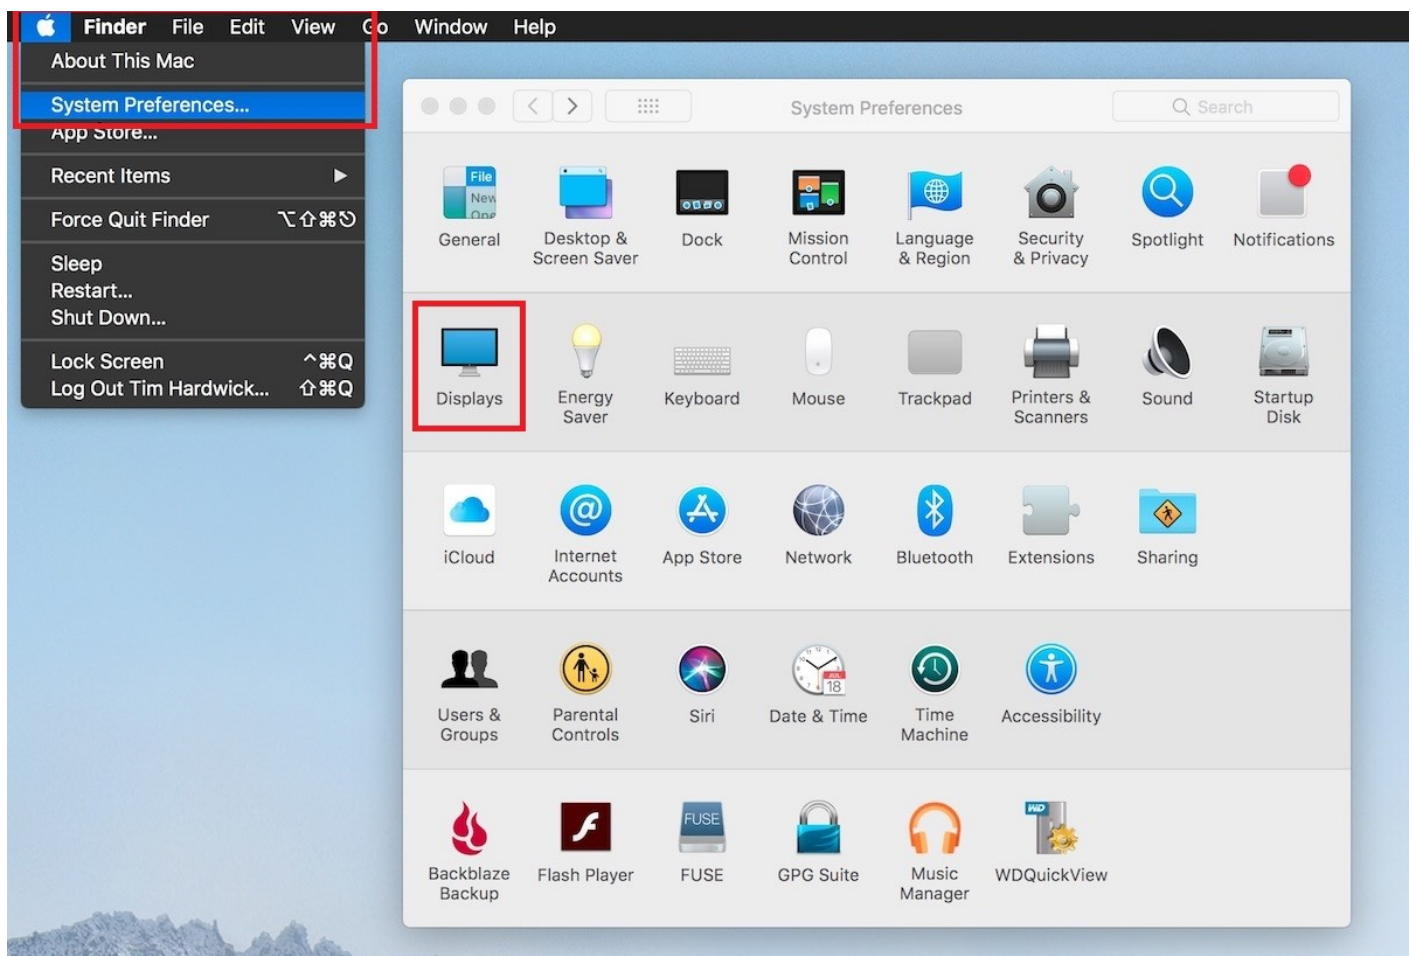 Finder File Edit View Go Window Help
About This Mac
System Preferences...
App Store...
Recent Items ▶
Force Quit Finder ⌥⇧⌘⎋
Sleep
Restart...
Shut Down...
Lock Screen ^⌘Q
Log Out Tim Hardwick... ⇧⌘Q
System Preferences
Search
File
New
Ope
General
Desktop &
Screen Saver
Dock
Mission
Control
Language
& Region
Security
& Privacy
Spotlight
Notifications
Displays
Energy
Saver
Keyboard
Mouse
Trackpad
Printers &
Scanners
Sound
Startup
Disk
iCloud
@
Internet
Accounts
App Store
Network
Bluetooth
Extensions
Sharing
Users &
Groups
Parental
Controls
Siri
JUL
18
Date & Time
Time
Machine
Accessibility
Backblaze
Backup
Flash Player
FUSE
FUSE
GPG Suite
Music
Manager
WD
WDQuickView